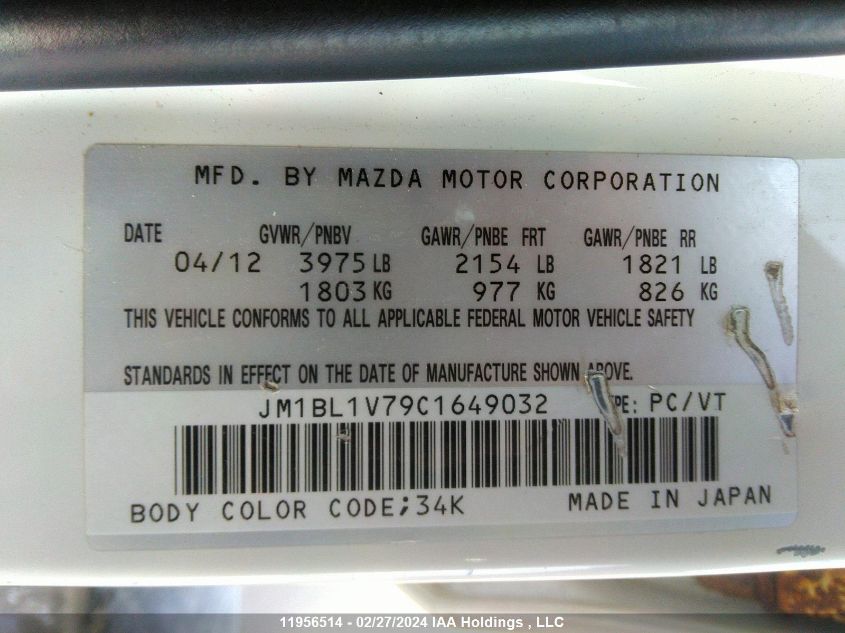 MFD. BY MAZDA MOTOR CORPORATION
DATE GVWR/PNBV GAWR/PNBE FRT GAWR/PNBE RR
04/12 3975 LB 2154 LB 1821 LB
1803 KG 977 KG 826 KG
THIS VEHICLE CONFORMS TO ALL APPLICABLE FEDERAL MOTOR VEHICLE SAFETY
STANDARDS IN EFFECT ON THE DATE OF MANUFACTURE SHOWN ABOVE.
JM1BL1V79C1649032 TYPE: PC/VT
BODY COLOR CODE;34K MADE IN JAPAN
11956514 - 02/27/2024 IAA Holdings , LLC